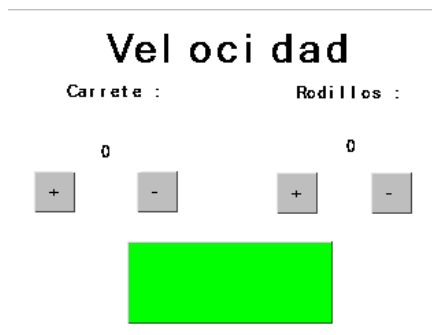 Velocidad
Carrete : Rodillos :
0 0
+ - + -